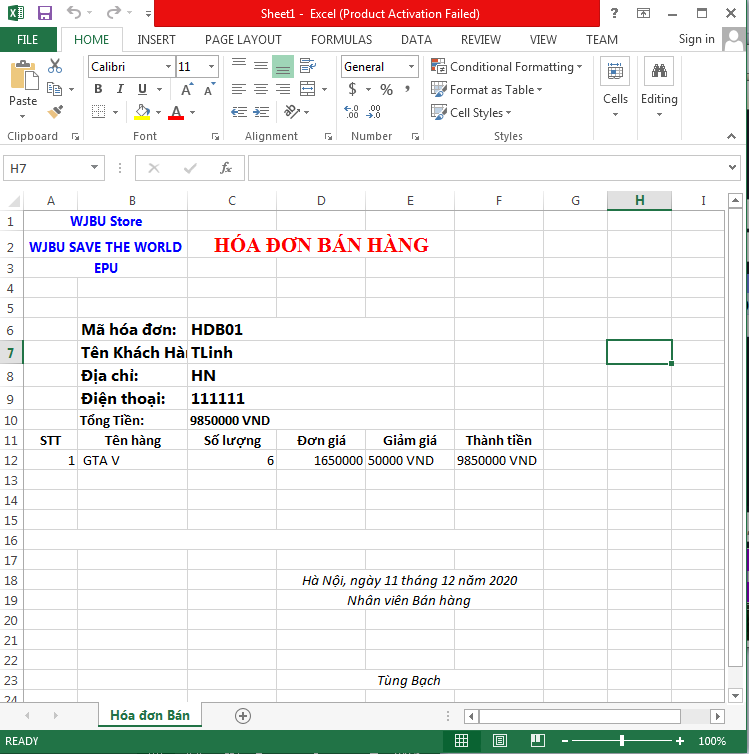 Sheet1 - Excel (Product Activation Failed)
FILE HOME INSERT PAGE LAYOUT FORMULAS DATA REVIEW VIEW TEAM Sign in
Paste
Calibri 11
B I U A A
A
General
$ % ,
.00 .0
Conditional Formatting
Format as Table
Cell Styles
Cells
Editing
Clipboard Font Alignment Number Styles
H7 fx
A B C D E F G H I
1 WJBU Store
2 WJBU SAVE THE WORLD HÓA ĐƠN BÁN HÀNG
3 EPU
4
5
6 Mã hóa đơn: HDB01
7 Tên Khách Hàn TLinh
8 Địa chỉ: HN
9 Điện thoại: 111111
10 Tổng Tiền: 9850000 VND
11 STT Tên hàng Số lượng Đơn giá Giảm giá Thành tiền
12 1 GTA V 6 1650000 50000 VND 9850000 VND
13
14
15
16
17
18 Hà Nội, ngày 11 tháng 12 năm 2020
19 Nhân viên Bán hàng
20
21
22
23 Tùng Bạch
24
Hóa đơn Bán
READY 100%